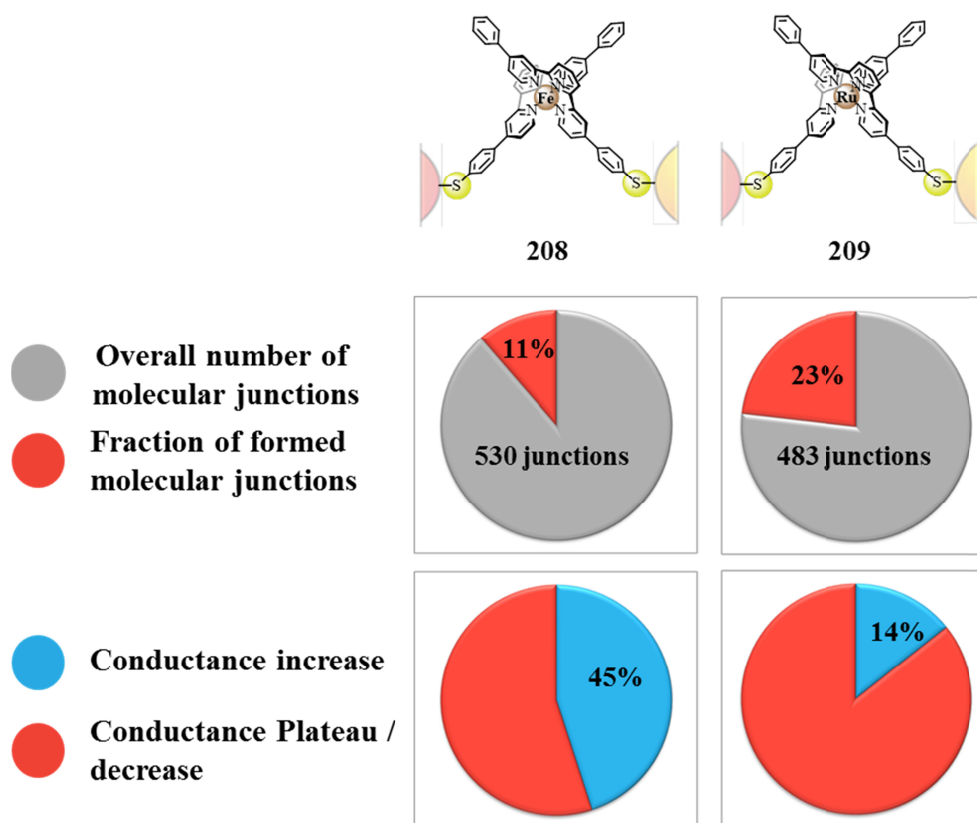 N
N
N
N
Fe
S
S
208
N
N
N
N
Ru
S
S
209
Overall number of
molecular junctions
Fraction of formed
molecular junctions
11%
530 junctions
23%
483 junctions
Conductance increase
Conductance Plateau /
decrease
45%
14%